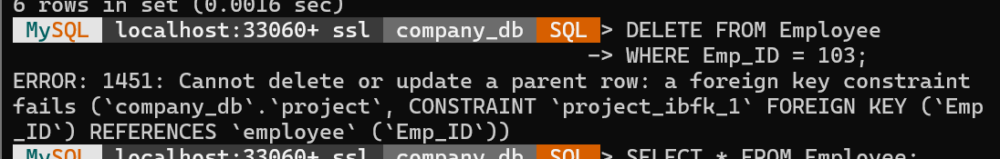 6 rows in set (0.0016 sec)
MySQL localhost:33060+ ssl company_db SQL > DELETE FROM Employee
-> WHERE Emp_ID = 103;
ERROR: 1451: Cannot delete or update a parent row: a foreign key constraint
fails (`company_db`.`project`, CONSTRAINT `project_ibfk_1` FOREIGN KEY (`Emp
_ID`) REFERENCES `employee` (`Emp_ID`))
MySQL localhost:33060+ ssl company_db SQL > SELECT * FROM Employee;